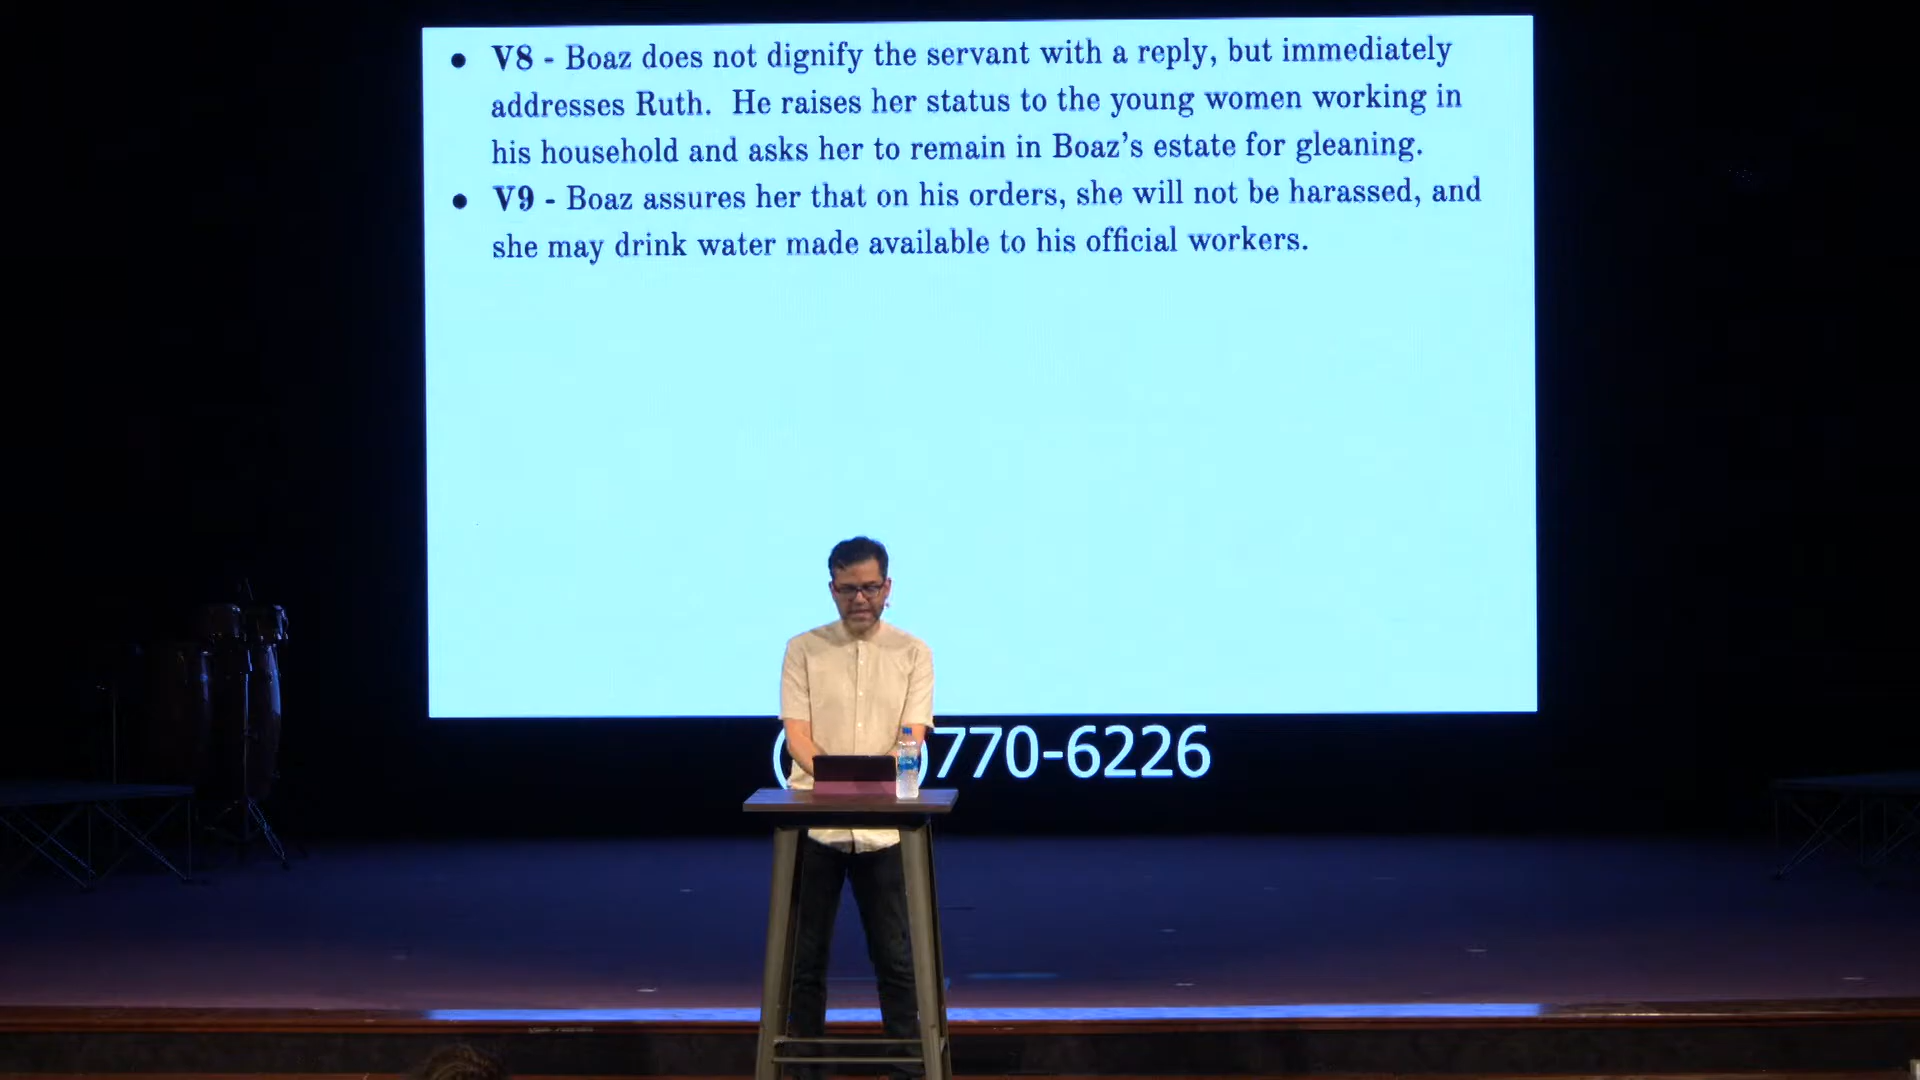 • V8 - Boaz does not dignify the servant with a reply, but immediately
addresses Ruth.  He raises her status to the young women working in
his household and asks her to remain in Boaz's estate for gleaning.
• V9 - Boaz assures her that on his orders, she will not be harassed, and
she may drink water made available to his official workers.
( )770-6226